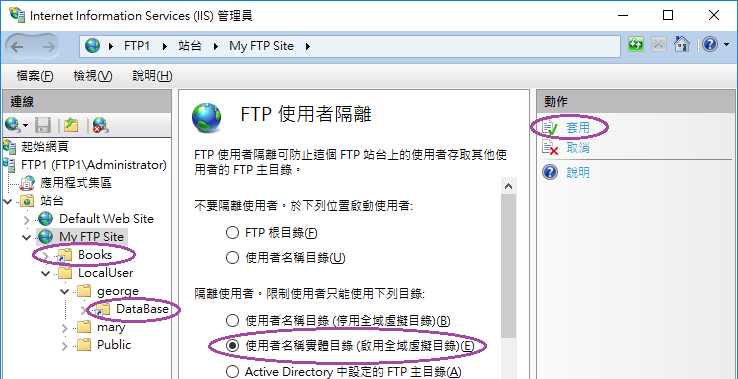 Internet Information Services (IIS) 管理員
FTP1 站台 My FTP Site
檔案(F) 檢視(V) 說明(H)
連線
起始網頁
FTP1 (FTP1\Administrator)
應用程式集區
站台
Default Web Site
My FTP Site
Books
LocalUser
george
DataBase
mary
Public
FTP 使用者隔離
FTP 使用者隔離可防止這個 FTP 站台上的使用者存取其他使
用者的 FTP 主目錄。
不要隔離使用者。於下列位置啟動使用者:
FTP 根目錄(F)
使用者名稱目錄(U)
隔離使用者。限制使用者只能使用下列目錄:
使用者名稱目錄 (停用全域虛擬目錄)(B)
使用者名稱實體目錄 (啟用全域虛擬目錄)(E)
Active Directory 中設定的 FTP 主目錄(A)
動作
套用
取消
說明